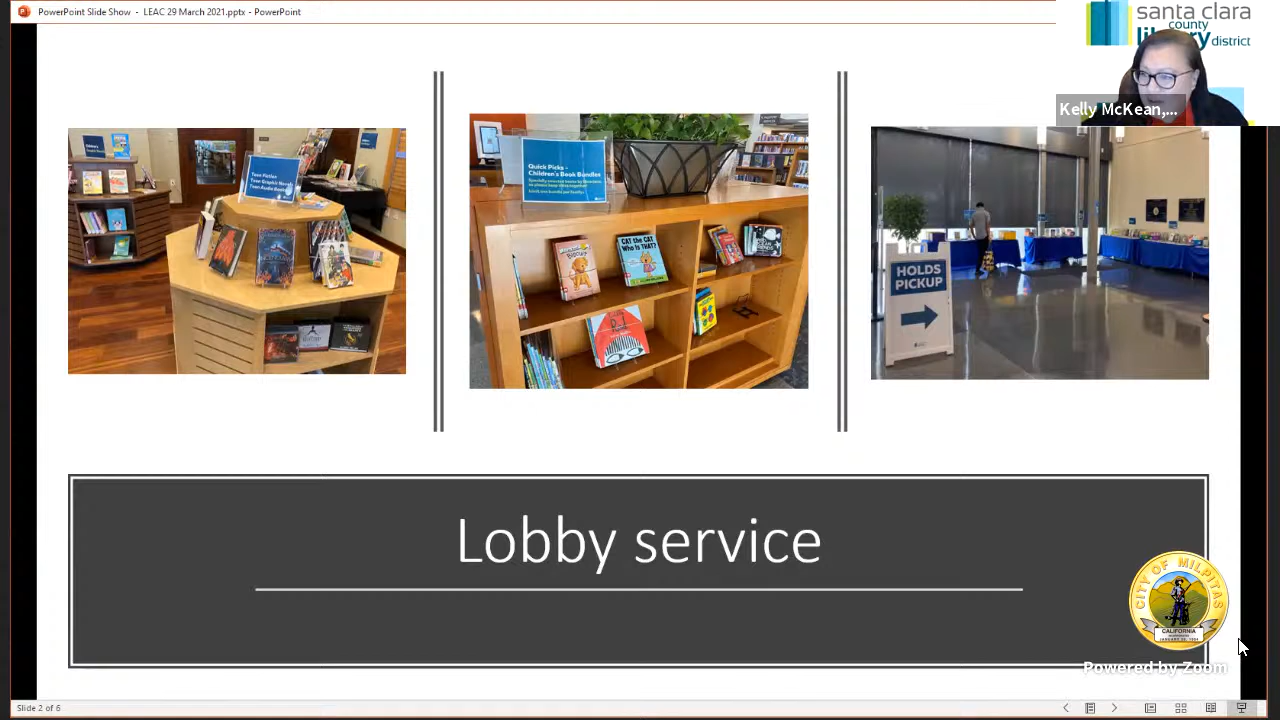 PowerPoint Slide Show - LEAC 29 March 2021.pptx - PowerPoint
santa clara
county
library
district
Kelly McKean,...
Teen Fiction
Teen Graphic Novels
Teen Audio Books
Quick Picks -
Children's Book Bundles
CAT the CAT
Who is THAT?
HOLDS
PICKUP
Lobby service
CITY OF MILPITAS
CALIFORNIA
Powered by Zoom
Slide 2 of 6